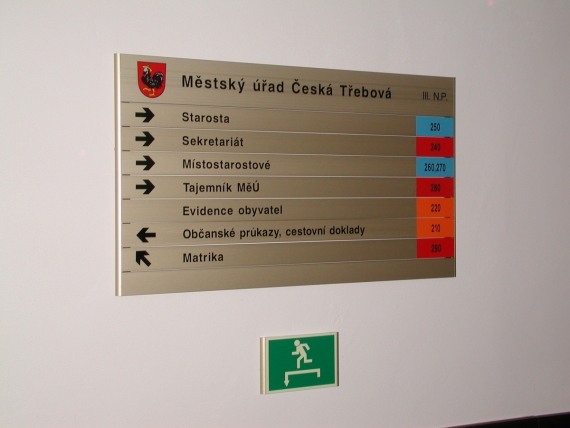 Městský úřad Česká Třebová III. N.P.
Starosta 250
Sekretariát 240
Místostarostové 260,270
Tajemník MěÚ 280
Evidence obyvatel 220
Občanské průkazy, cestovní doklady 210
Matrika 290